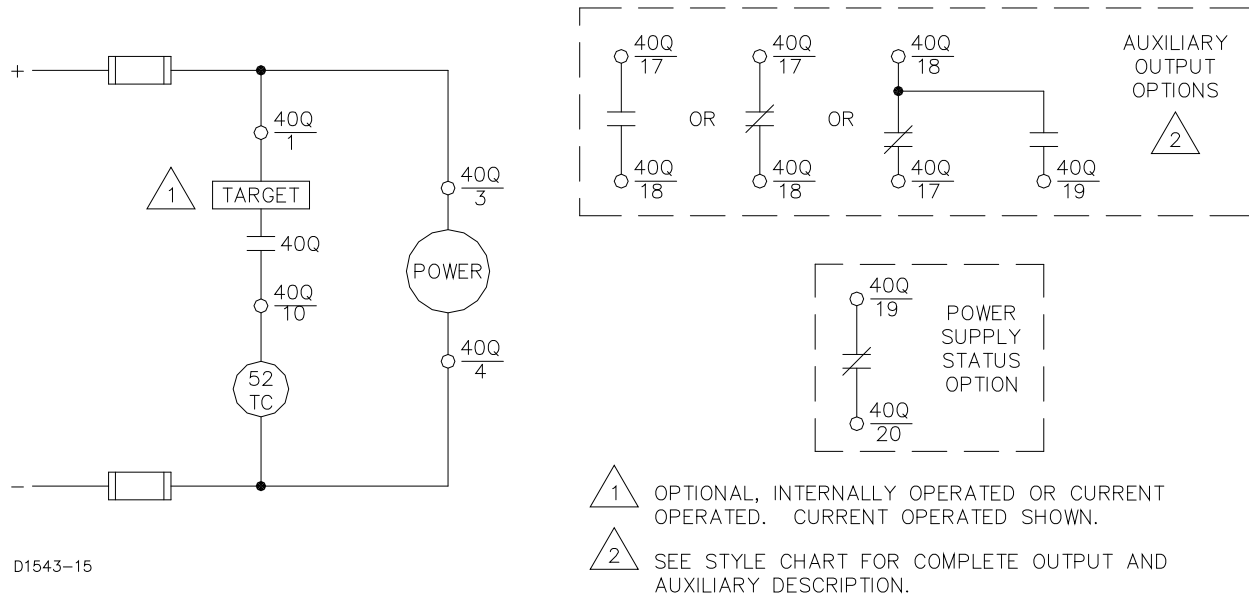 +
40Q
1
1
TARGET
40Q
40Q
10
52
TC
40Q
3
POWER
40Q
4
−
D1543-15
40Q
17
40Q
18
OR
40Q
17
40Q
18
OR
40Q
18
40Q
17
40Q
19
AUXILIARY
OUTPUT
OPTIONS
2
40Q
19
40Q
20
POWER
SUPPLY
STATUS
OPTION
1 OPTIONAL, INTERNALLY OPERATED OR CURRENT
OPERATED. CURRENT OPERATED SHOWN.
2 SEE STYLE CHART FOR COMPLETE OUTPUT AND
AUXILIARY DESCRIPTION.